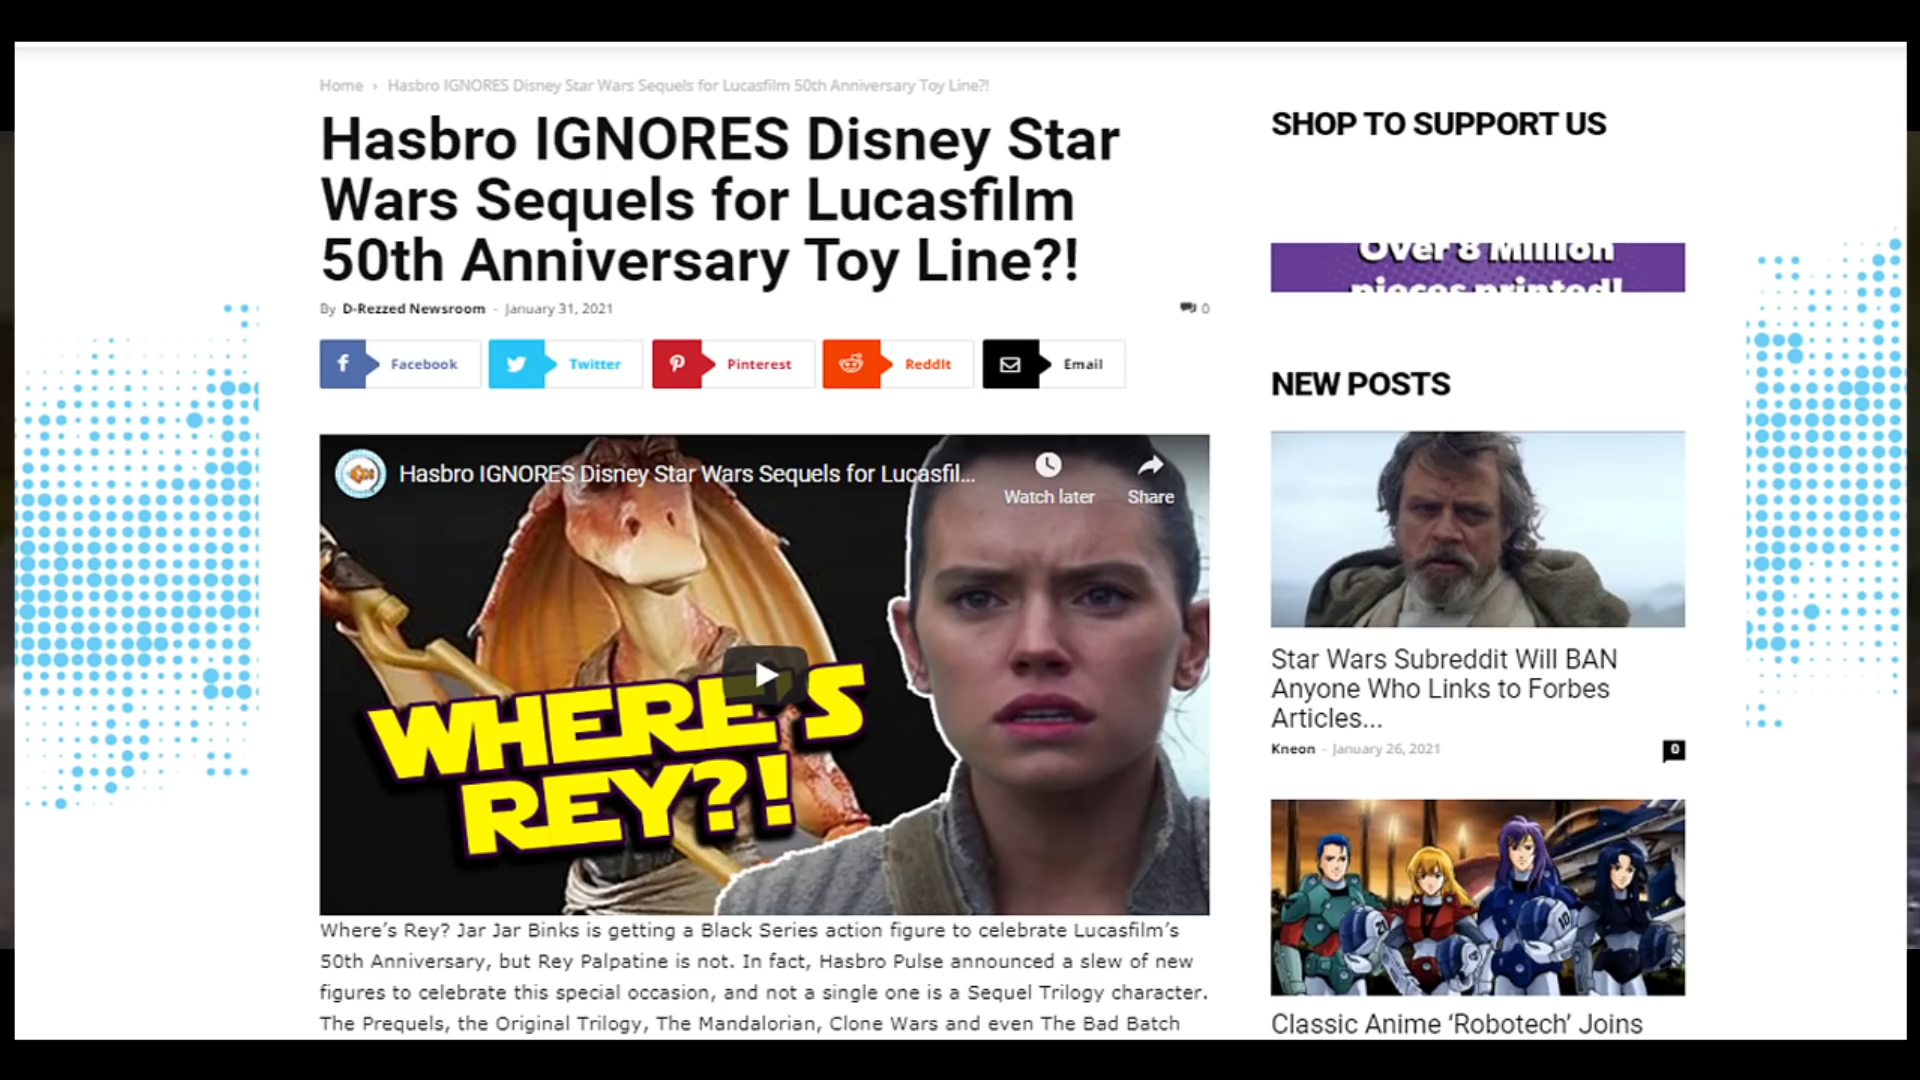 Home › Hasbro IGNORES Disney Star Wars Sequels for Lucasfilm 50th Anniversary Toy Line?!
Hasbro IGNORES Disney Star
Wars Sequels for Lucasfilm
50th Anniversary Toy Line?!
By D-Rezzed Newsroom - January 31, 2021
0
Facebook
Twitter
Pinterest
ReddIt
Email
Hasbro IGNORES Disney Star Wars Sequels for Lucasfil...
Watch later
Share
WHERE'S
REY?!
Where's Rey? Jar Jar Binks is getting a Black Series action figure to celebrate Lucasfilm's
50th Anniversary, but Rey Palpatine is not. In fact, Hasbro Pulse announced a slew of new
figures to celebrate this special occasion, and not a single one is a Sequel Trilogy character.
The Prequels, the Original Trilogy, The Mandalorian, Clone Wars and even The Bad Batch
SHOP TO SUPPORT US
Over 8 Million
pieces printed!
NEW POSTS
Star Wars Subreddit Will BAN
Anyone Who Links to Forbes
Articles...
Kneon - January 26, 2021
0
Classic Anime 'Robotech' Joins